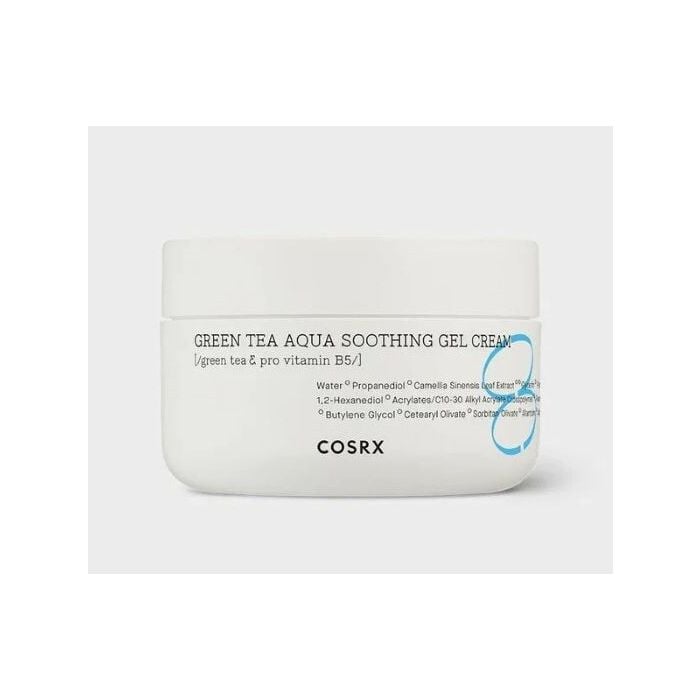 GREEN TEA AQUA SOOTHING GEL CREAM
[/green tea & pro vitamin B5/]
Water Propanediol Camellia Sinensis Leaf Extract
1,2-Hexanediol Acrylates/C10-30 Alkyl Acrylate
Butylene Glycol Cetearyl Olivate Sorbitan Olivate
COSRX